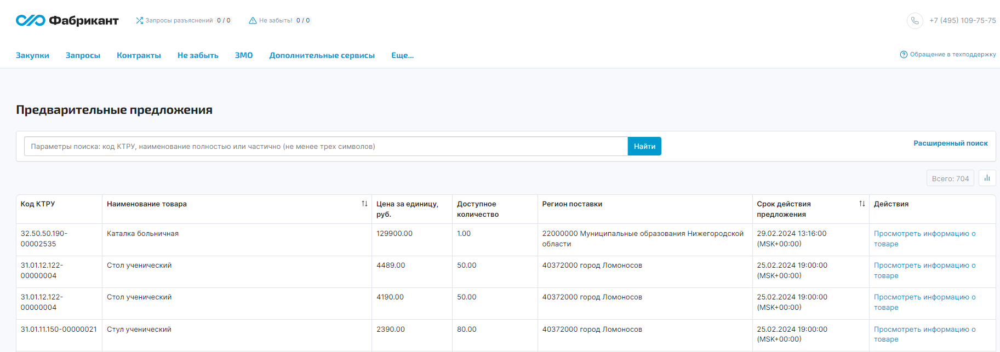 Фабрикант
Запросы разъяснений 0 / 0
Не забыть! 0 / 0
+7 (495) 109-75-75
Закупки Запросы Контракты Не забыть ЗМО Дополнительные сервисы Еще...
Обращение в техподдержку
Предварительные предложения
Параметры поиска: код КТРУ, наименование полностью или частично (не менее трех символов)
Найти
Расширенный поиск
Всего: 704
Код КТРУ
Наименование товара
Цена за единицу,
руб.
Доступное
количество
Регион поставки
Срок действия
предложения
Действия
32.50.50.190-
00002535
Каталка больничная
129900.00
1.00
22000000 Муниципальные образования Нижегородской
области
29.02.2024 13:16:00
(MSK+00:00)
Просмотреть информацию о
товаре
31.01.12.122-
00000004
Стол ученический
4489.00
50.00
40372000 город Ломоносов
25.02.2024 19:00:00
(MSK+00:00)
Просмотреть информацию о
товаре
31.01.12.122-
00000004
Стол ученический
4190.00
50.00
40372000 город Ломоносов
25.02.2024 19:00:00
(MSK+00:00)
Просмотреть информацию о
товаре
31.01.11.150-00000021
Стул ученический
2390.00
80.00
40372000 город Ломоносов
25.02.2024 19:00:00
(MSK+00:00)
Просмотреть информацию о
товаре